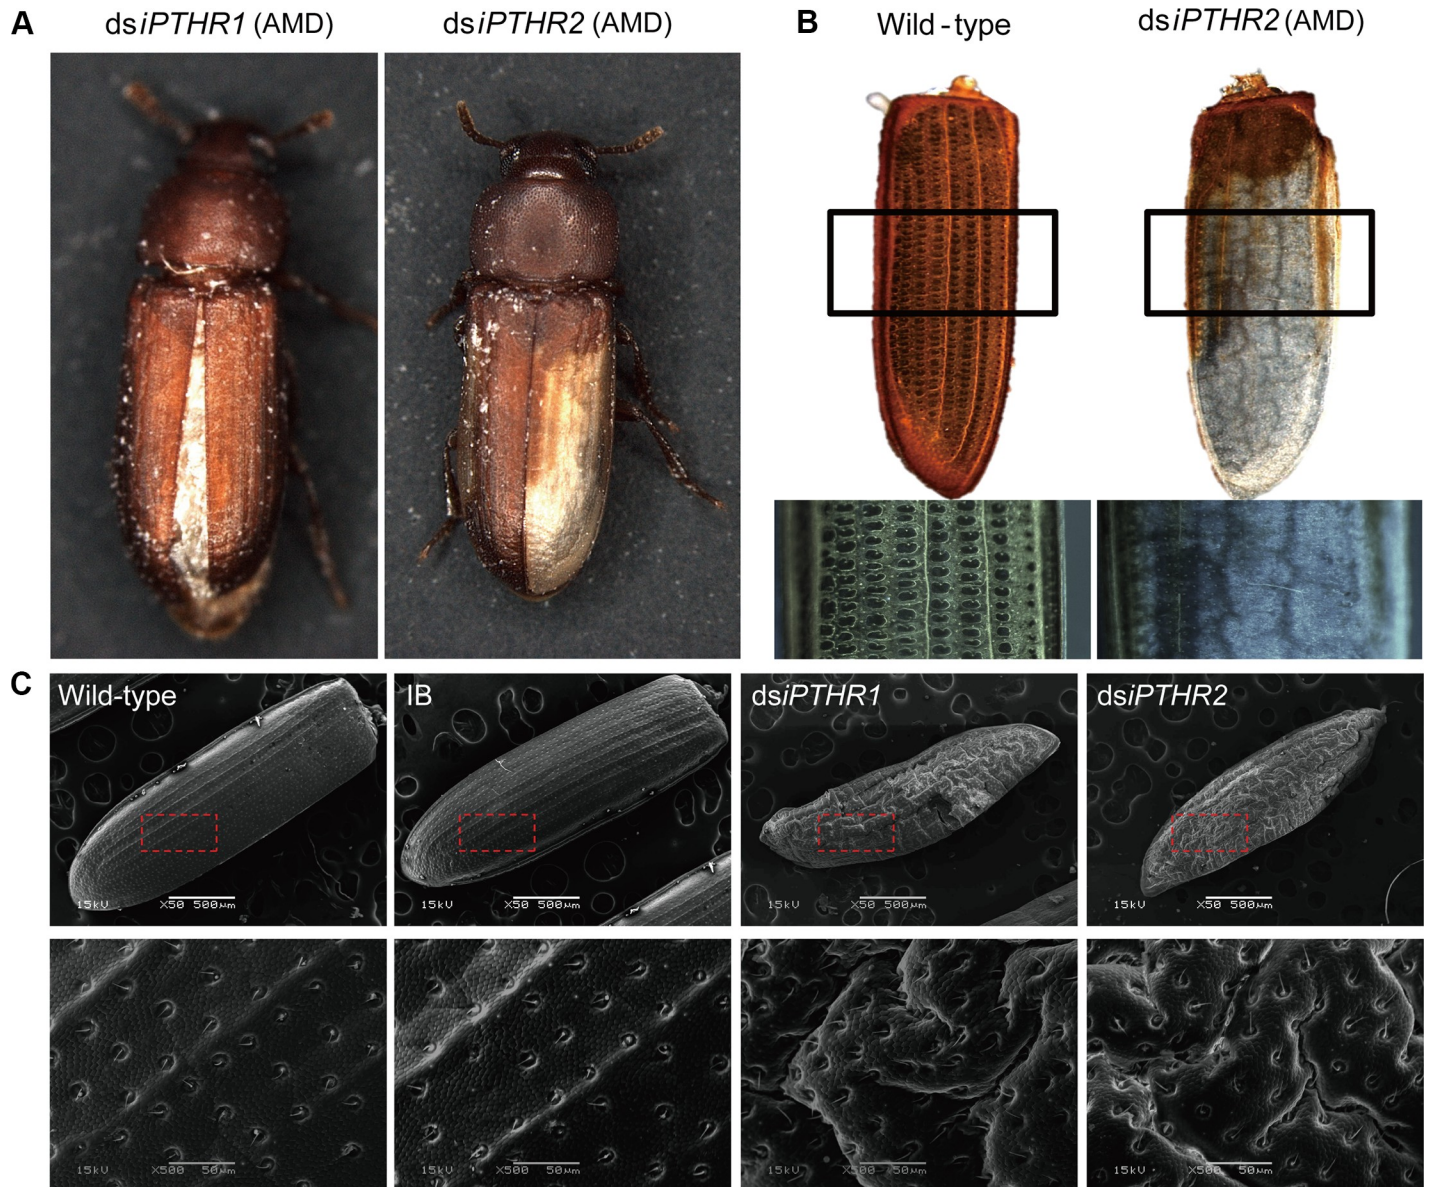 A
dsiPTHR1 (AMD)
dsiPTHR2 (AMD)
B
Wild-type
dsiPTHR2 (AMD)
C
Wild-type
IB
dsiPTHR1
dsiPTHR2
15kV X50 500µm
15kV X50 500µm
15kV X50 500µm
15kV X50 500µm
15kV X500 50µm
15kV X500 50µm
15kV X500 50µm
15kV X500 50µm